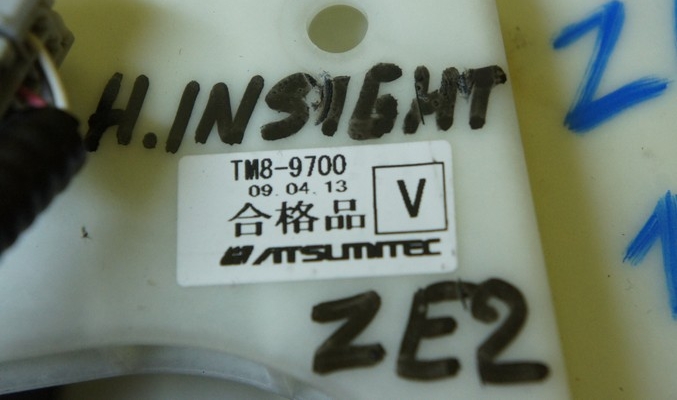 H.INSIGHT
TM8-9700
09.04.13
V
合格品
ATSUMITEC
ZE2